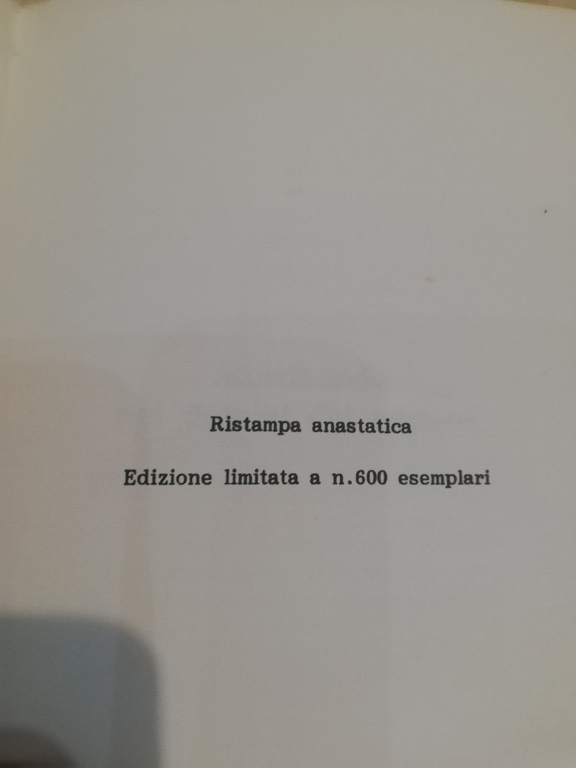 Ristampa anastatica
Edizione limitata a n.600 esemplari